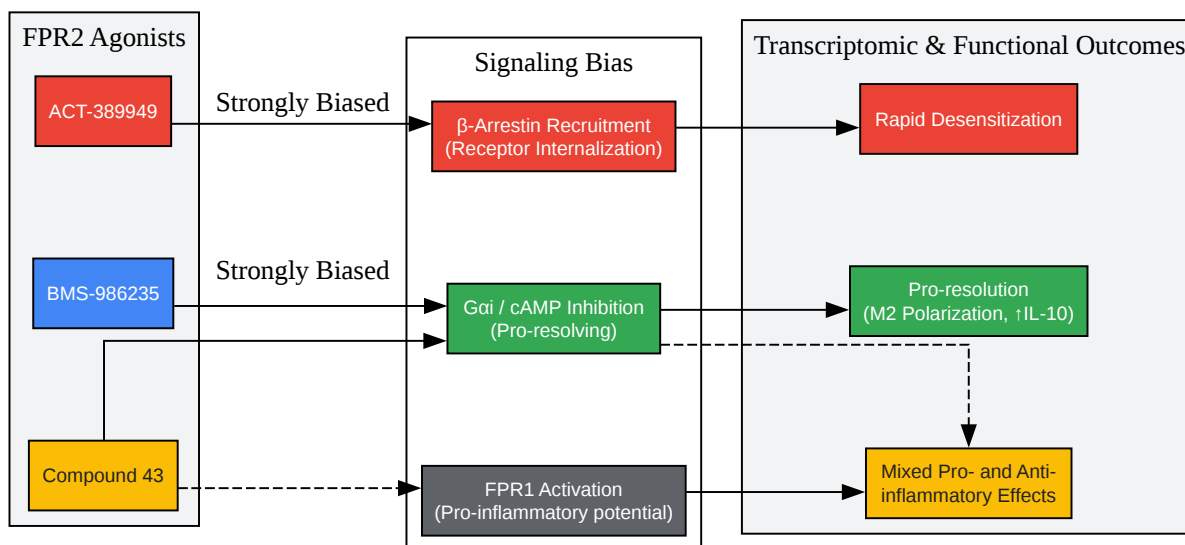 FPR2 Agonists
ACT-389949
BMS-986235
Compound 43
Strongly Biased
Strongly Biased
Signaling Bias
β-Arrestin Recruitment
(Receptor Internalization)
Gαi / cAMP Inhibition
(Pro-resolving)
FPR1 Activation
(Pro-inflammatory potential)
Transcriptomic & Functional Outcomes
Rapid Desensitization
Pro-resolution
(M2 Polarization, ↑IL-10)
Mixed Pro- and Anti-
inflammatory Effects